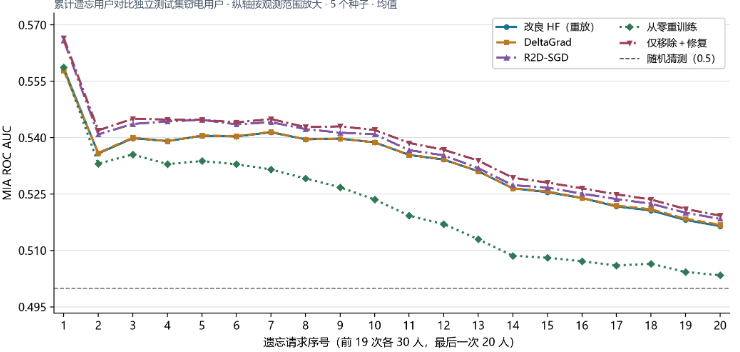 累计遗忘用户对比独立测试集窃电用户 · 纵轴按观测范围放大 · 5 个种子 · 均值
改良 HF（重放）
DeltaGrad
R2D-SGD
从零重训练
仅移除+修复
随机猜测（0.5）
MIA ROC AUC
0.570
0.555
0.540
0.525
0.510
0.495
1 2 3 4 5 6 7 8 9 10 11 12 13 14 15 16 17 18 19 20
遗忘请求序号（前 19 次各 30 人，最后一次 20 人）